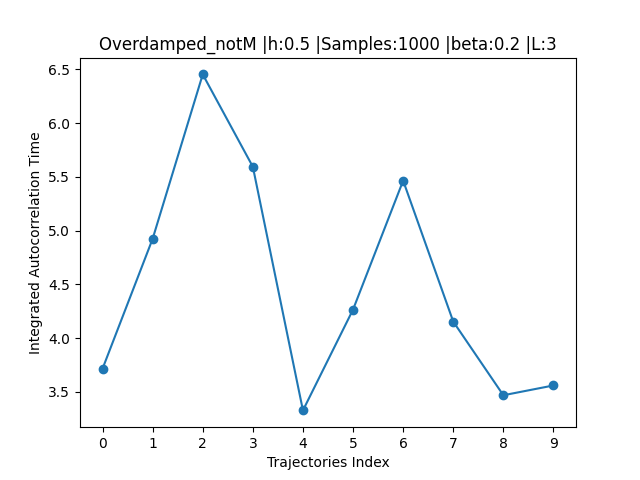 Overdamped_notM |h:0.5 |Samples:1000 |beta:0.2 |L:3
6.5
6.0
5.5
5.0
4.5
4.0
3.5
Integrated Autocorrelation Time
0 1 2 3 4 5 6 7 8 9
Trajectories Index